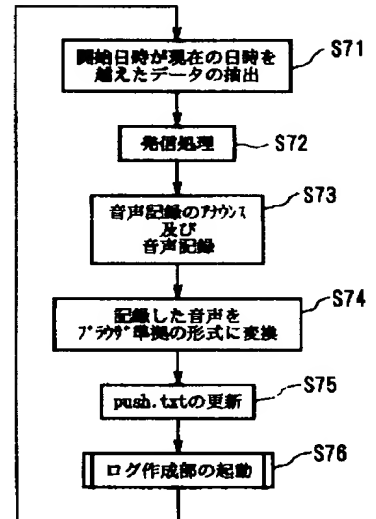 開始日時が現在の日時を
越えたデータの抽出
S71
発信処理
S72
音声記録のアナウンス
及び
音声記録
S73
記録した音声を
ブラウザ準拠の形式に変換
S74
push.txtの更新
S75
ログ作成部の起動
S76